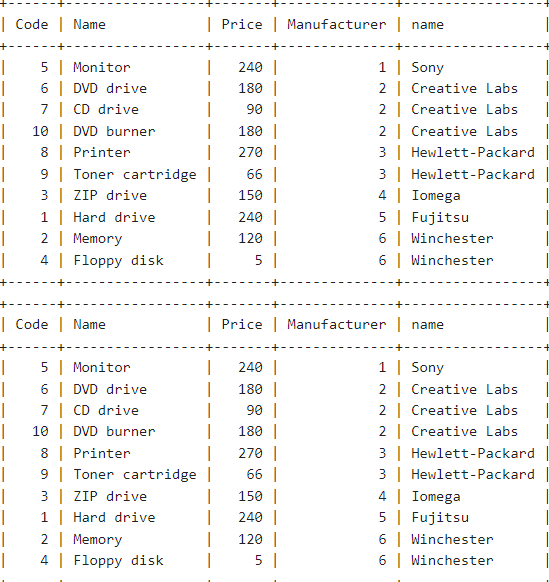 +------+-----------------+-------+--------------+-----------------+
| Code | Name            | Price | Manufacturer | name            |
+------+-----------------+-------+--------------+-----------------+
|    5 | Monitor         |   240 |            1 | Sony            |
|    6 | DVD drive       |   180 |            2 | Creative Labs   |
|    7 | CD drive        |    90 |            2 | Creative Labs   |
|   10 | DVD burner      |   180 |            2 | Creative Labs   |
|    8 | Printer         |   270 |            3 | Hewlett-Packard |
|    9 | Toner cartridge |    66 |            3 | Hewlett-Packard |
|    3 | ZIP drive       |   150 |            4 | Iomega          |
|    1 | Hard drive      |   240 |            5 | Fujitsu         |
|    2 | Memory          |   120 |            6 | Winchester      |
|    4 | Floppy disk     |     5 |            6 | Winchester      |
+------+-----------------+-------+--------------+-----------------+
+------+-----------------+-------+--------------+-----------------+
| Code | Name            | Price | Manufacturer | name            |
+------+-----------------+-------+--------------+-----------------+
|    5 | Monitor         |   240 |            1 | Sony            |
|    6 | DVD drive       |   180 |            2 | Creative Labs   |
|    7 | CD drive        |    90 |            2 | Creative Labs   |
|   10 | DVD burner      |   180 |            2 | Creative Labs   |
|    8 | Printer         |   270 |            3 | Hewlett-Packard |
|    9 | Toner cartridge |    66 |            3 | Hewlett-Packard |
|    3 | ZIP drive       |   150 |            4 | Iomega          |
|    1 | Hard drive      |   240 |            5 | Fujitsu         |
|    2 | Memory          |   120 |            6 | Winchester      |
|    4 | Floppy disk     |     5 |            6 | Winchester      |